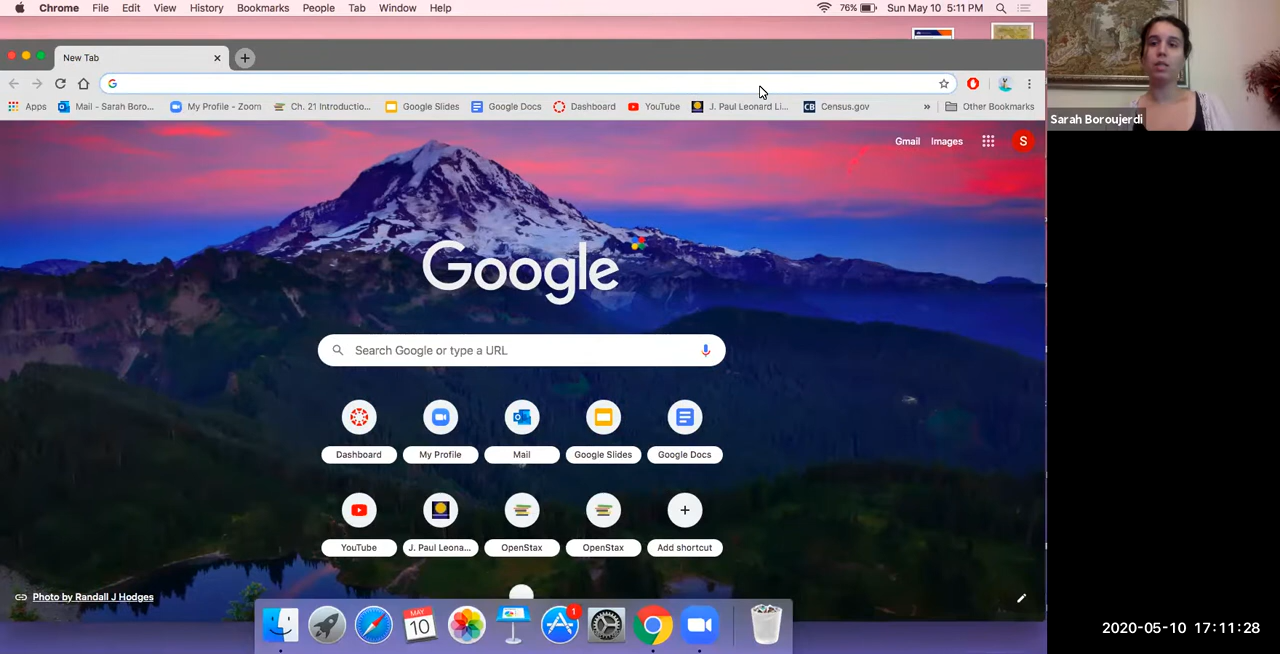 Chrome File Edit View History Bookmarks People Tab Window Help 76% Sun May 10 5:11 PM
New Tab
Apps Mail - Sarah Boro... My Profile - Zoom Ch. 21 Introductio... Google Slides Google Docs Dashboard YouTube J. Paul Leonard Li... CB Census.gov » Other Bookmarks
Sarah Boroujerdi
Gmail Images S
Google
Search Google or type a URL
Dashboard My Profile Mail Google Slides Google Docs
YouTube J. Paul Leona... OpenStax OpenStax Add shortcut
Photo by Randall J Hodges
MAY 1
10
2020-05-10 17:11:28